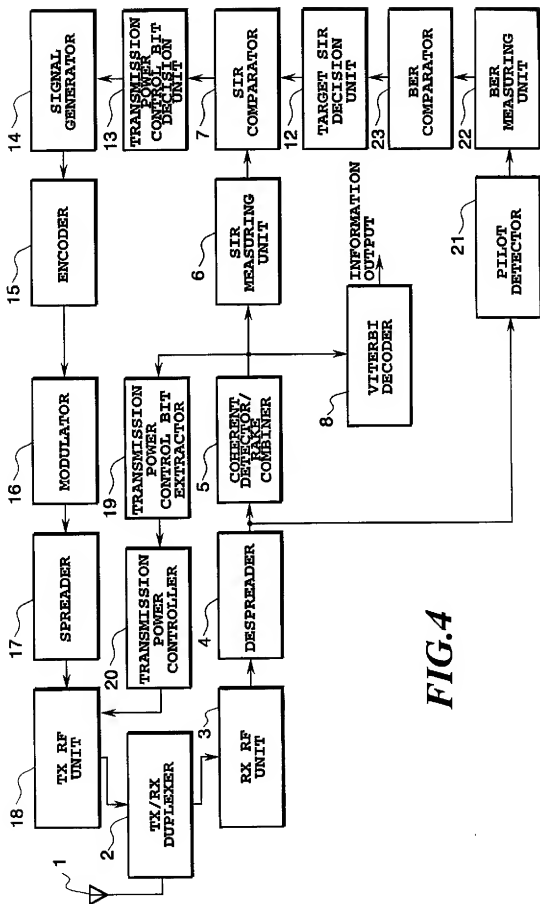 14
SIGNAL
GENERATOR
13
TRANSMISSION
POWER
CONTROL BIT
DECISION
UNIT
7
SIR
COMPARATOR
12
TARGET SIR
DECISION
UNIT
23
BER
COMPARATOR
22
BER MEASURING
UNIT
15
ENCODER
6
SIR
MEASURING
UNIT
INFORMATION
OUTPUT
21
PILOT
DETECTOR
16
MODULATOR
19
TRANSMISSION
POWER
CONTROL BIT
EXTRACTOR
5
COHERENT
DETECTOR/
RAKE
COMBINER
8
VITERBI
DECODER
17
SPREADER
20
TRANSMISSION
POWER
CONTROLLER
4
DESPREADER
18
TX RF
UNIT
2
TX/RX
DUPLEXER
3
RX RF
UNIT
1
FIG.4